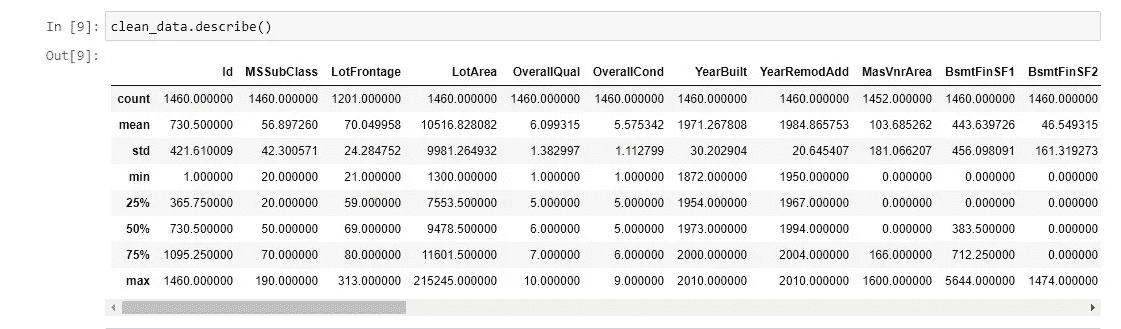 In [9]: clean_data.describe()
Out[9]:
Id MSSubClass LotFrontage LotArea OverallQual OverallCond YearBuilt YearRemodAdd MasVnrArea BsmtFinSF1 BsmtFinSF2
count 1460.000000 1460.000000 1201.000000 1460.000000 1460.000000 1460.000000 1460.000000 1460.000000 1452.000000 1460.000000 1460.000000
mean 730.500000 56.897260 70.049958 10516.828082 6.099315 5.575342 1971.267808 1984.865753 103.685262 443.639726 46.549315
std 421.610009 42.300571 24.284752 9981.264932 1.382997 1.112799 30.202904 20.645407 181.066207 456.098091 161.319273
min 1.000000 20.000000 21.000000 1300.000000 1.000000 1.000000 1872.000000 1950.000000 0.000000 0.000000 0.000000
25% 365.750000 20.000000 59.000000 7553.500000 5.000000 5.000000 1954.000000 1967.000000 0.000000 0.000000 0.000000
50% 730.500000 50.000000 69.000000 9478.500000 6.000000 5.000000 1973.000000 1994.000000 0.000000 383.500000 0.000000
75% 1095.250000 70.000000 80.000000 11601.500000 7.000000 6.000000 2000.000000 2004.000000 166.000000 712.250000 0.000000
max 1460.000000 190.000000 313.000000 215245.000000 10.000000 9.000000 2010.000000 2010.000000 1600.000000 5644.000000 1474.000000